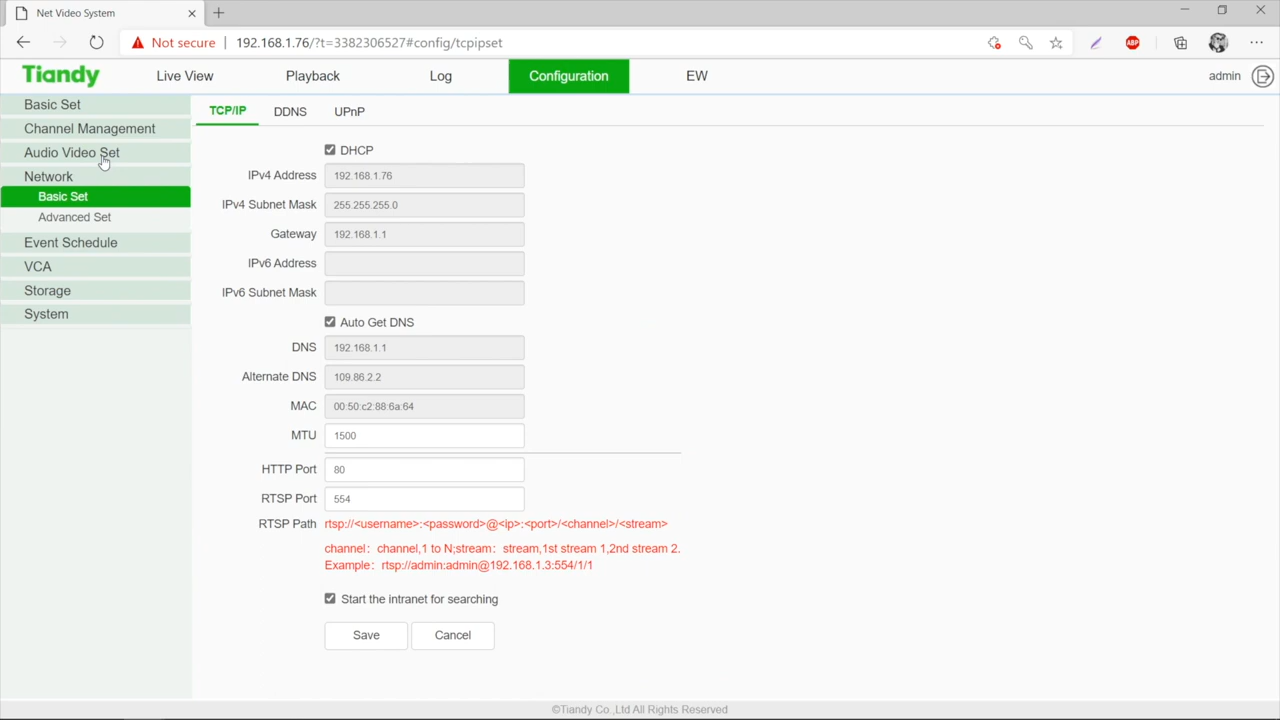 Net Video System
Not secure 192.168.1.76/?t=3382306527#config/tcpipset
ABP
Tiandy Live View Playback Log Configuration EW admin
Basic Set
Channel Management
Audio Video Set
Network
Basic Set
Advanced Set
Event Schedule
VCA
Storage
System
TCP/IP DDNS UPnP
DHCP
IPv4 Address 192.168.1.76
IPv4 Subnet Mask 255.255.255.0
Gateway 192.168.1.1
IPv6 Address
IPv6 Subnet Mask
Auto Get DNS
DNS 192.168.1.1
Alternate DNS 109.86.2.2
MAC 00:50:c2:88:6a:64
MTU 1500
HTTP Port 80
RTSP Port 554
RTSP Path rtsp://<username>:<password>@<ip>:<port>/<channel>/<stream>
channel: channel,1 to N;stream: stream,1st stream 1,2nd stream 2.
Example: rtsp://admin:admin@192.168.1.3:554/1/1
Start the intranet for searching
Save Cancel
©Tiandy Co.,Ltd All Rights Reserved